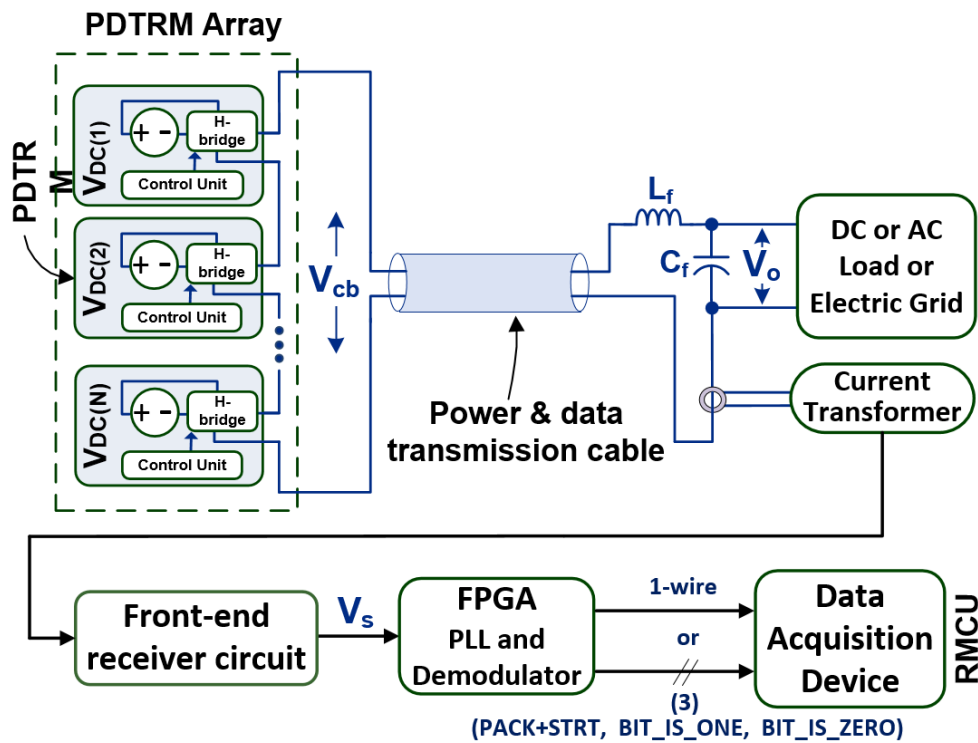 PDTRM Array
PDTR
M
VDC(1)
+ -
H-
bridge
Control Unit
VDC(2)
+ -
H-
bridge
Control Unit
VDC(N)
+ -
H-
bridge
Control Unit
Vcb
Power & data
transmission cable
Lf
Cf
Vo
DC or AC
Load or
Electric Grid
Current
Transformer
Front-end
receiver circuit
Vs
FPGA
PLL and
Demodulator
1-wire
or
(3)
(PACK+STRT, BIT_IS_ONE, BIT_IS_ZERO)
Data
Acquisition
Device
RMCU